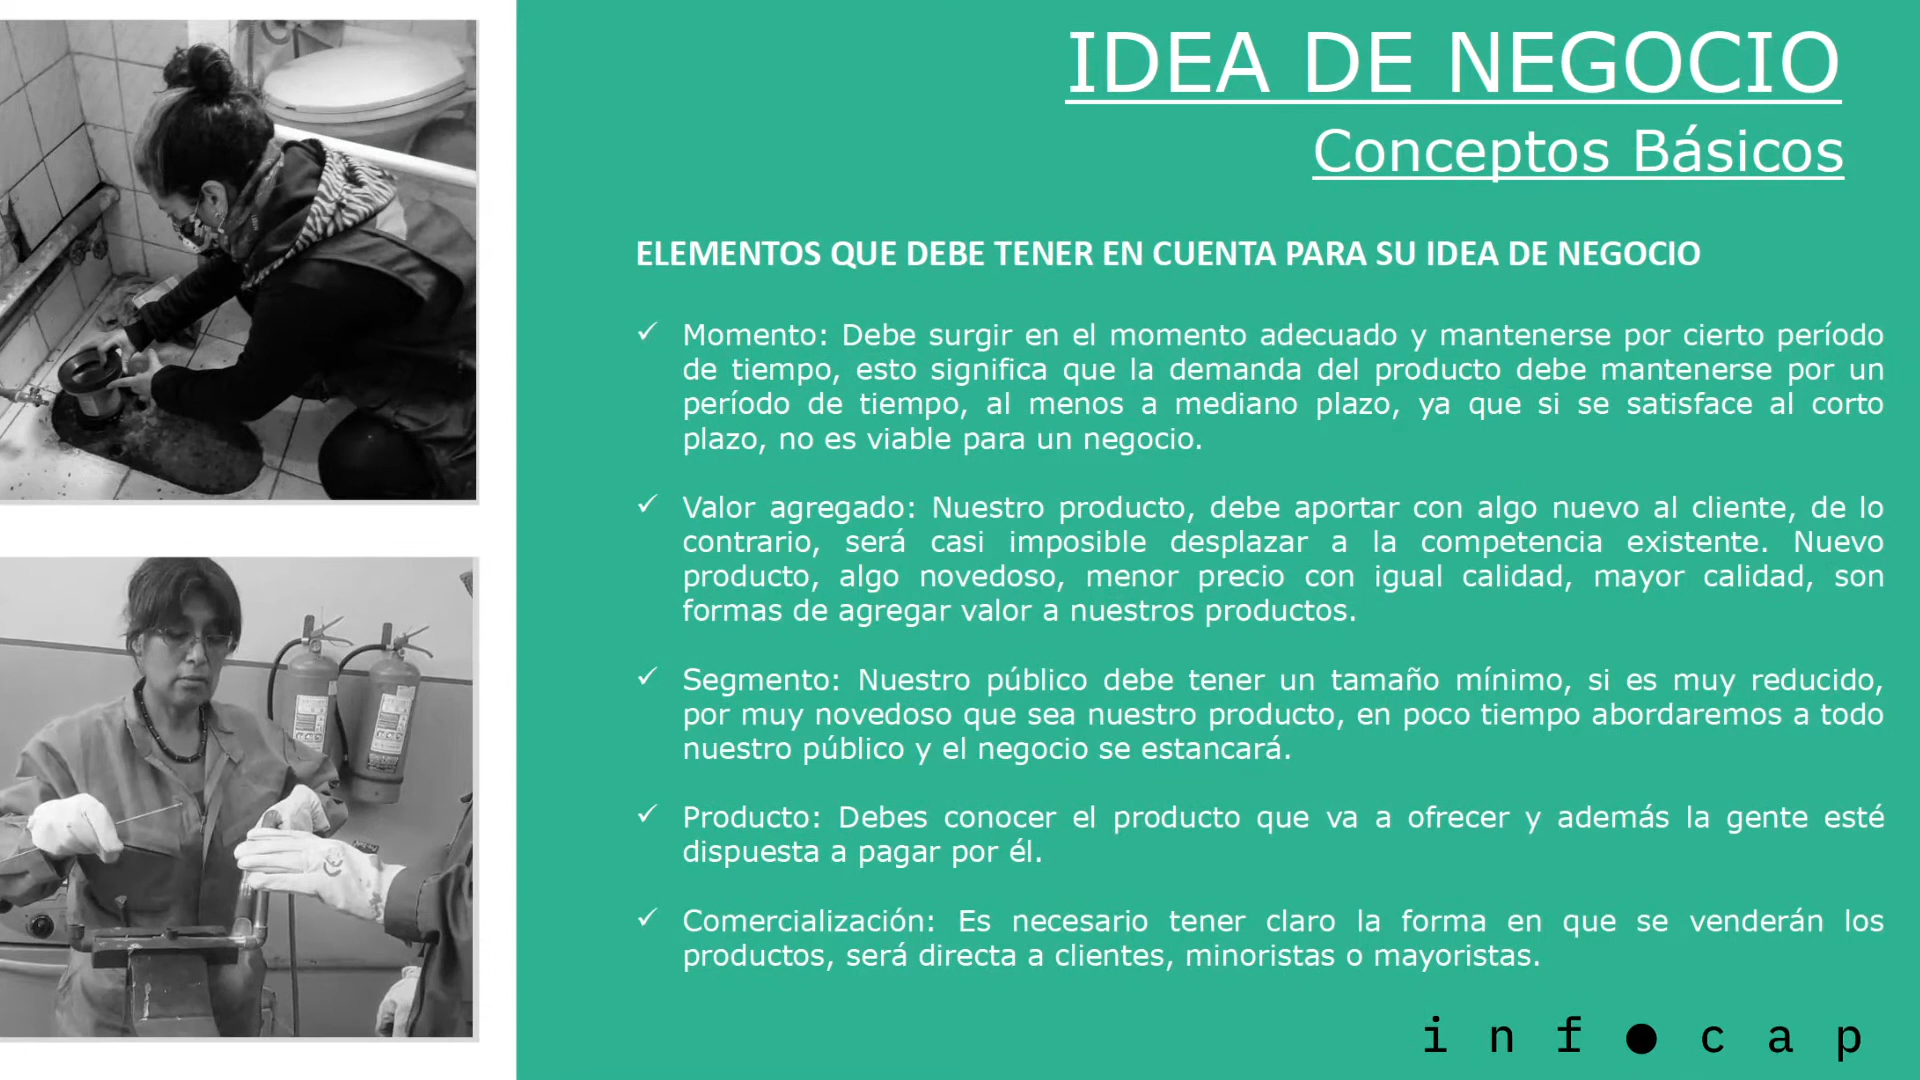 IDEA DE NEGOCIO
Conceptos Básicos
ELEMENTOS QUE DEBE TENER EN CUENTA PARA SU IDEA DE NEGOCIO
✓ Momento: Debe surgir en el momento adecuado y mantenerse por cierto período
de tiempo, esto significa que la demanda del producto debe mantenerse por un
período de tiempo, al menos a mediano plazo, ya que si se satisface al corto
plazo, no es viable para un negocio.
✓ Valor agregado: Nuestro producto, debe aportar con algo nuevo al cliente, de lo
contrario, será casi imposible desplazar a la competencia existente. Nuevo
producto, algo novedoso, menor precio con igual calidad, mayor calidad, son
formas de agregar valor a nuestros productos.
✓ Segmento: Nuestro público debe tener un tamaño mínimo, si es muy reducido,
por muy novedoso que sea nuestro producto, en poco tiempo abordaremos a todo
nuestro público y el negocio se estancará.
✓ Producto: Debes conocer el producto que va a ofrecer y además la gente esté
dispuesta a pagar por él.
✓ Comercialización: Es necesario tener claro la forma en que se venderán los
productos, será directa a clientes, minoristas o mayoristas.
inf●cap